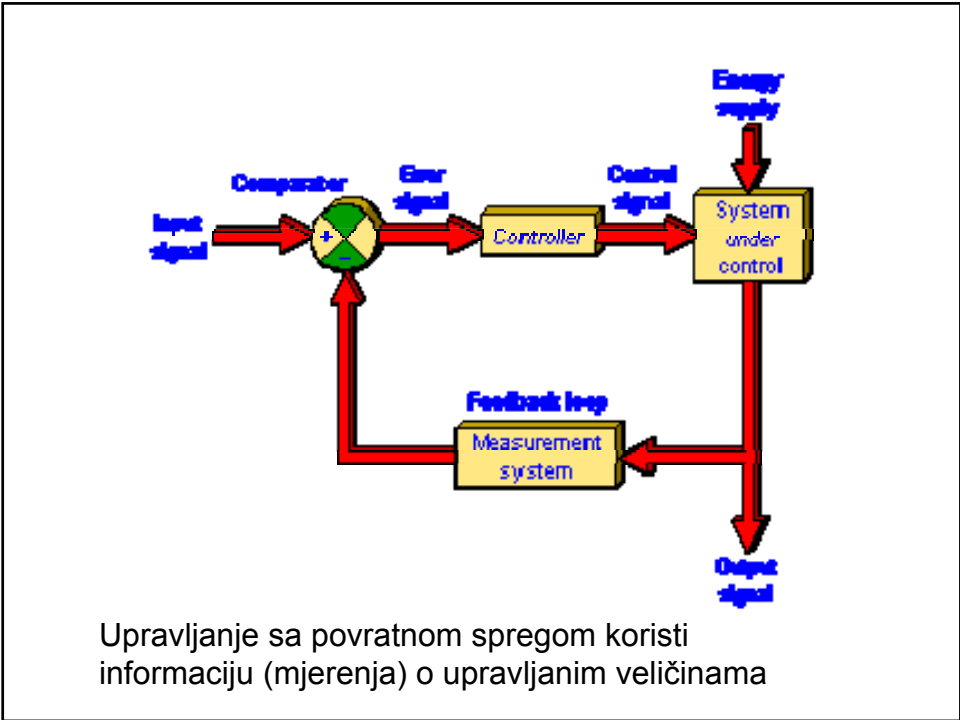 Energy
supply
Comparator
Error
signal
Control
signal
Input
signal
+
−
Controller
System
under
control
Feedback loop
Measurement
system
Output
signal
Upravljanje sa povratnom spregom koristi
informaciju (mjerenja) o upravljanim veličinama